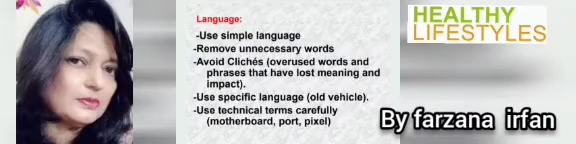 Language:
-Use simple language
-Remove unnecessary words
-Avoid Clichés (overused words and
phrases that have lost meaning and
impact).
-Use specific language (old vehicle).
-Use technical terms carefully
(motherboard, port, pixel)
HEALTHY
LIFESTYLES
By farzana irfan